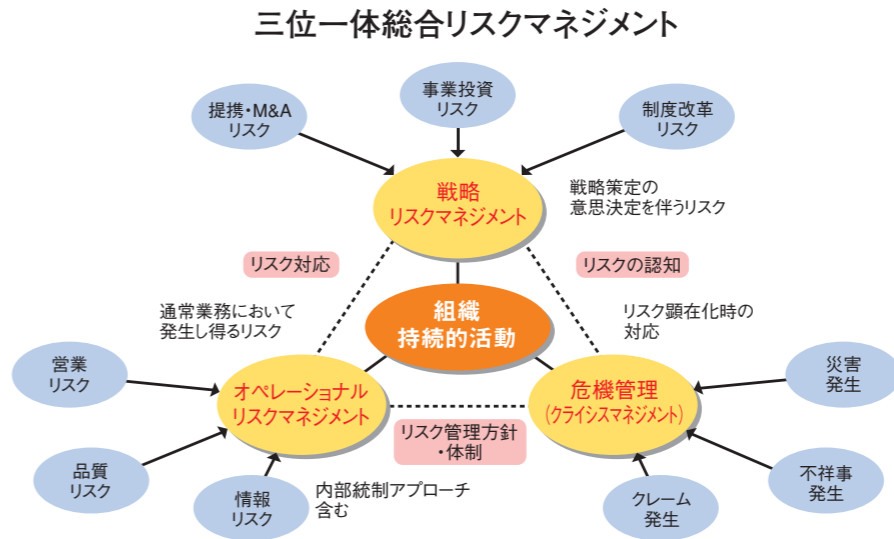 三位一体総合リスクマネジメント
提携・M&A
リスク
事業投資
リスク
制度改革
リスク
戦略
リスクマネジメント
戦略策定の
意思決定を伴うリスク
リスク対応
リスクの認知
通常業務において
発生し得るリスク
組織
持続的活動
リスク顕在化時の
対応
営業
リスク
オペレーショナル
リスクマネジメント
危機管理
(クライシスマネジメント)
災害
発生
リスク管理方針
・体制
品質
リスク
情報
リスク
内部統制アプローチ
含む
クレーム
発生
不祥事
発生